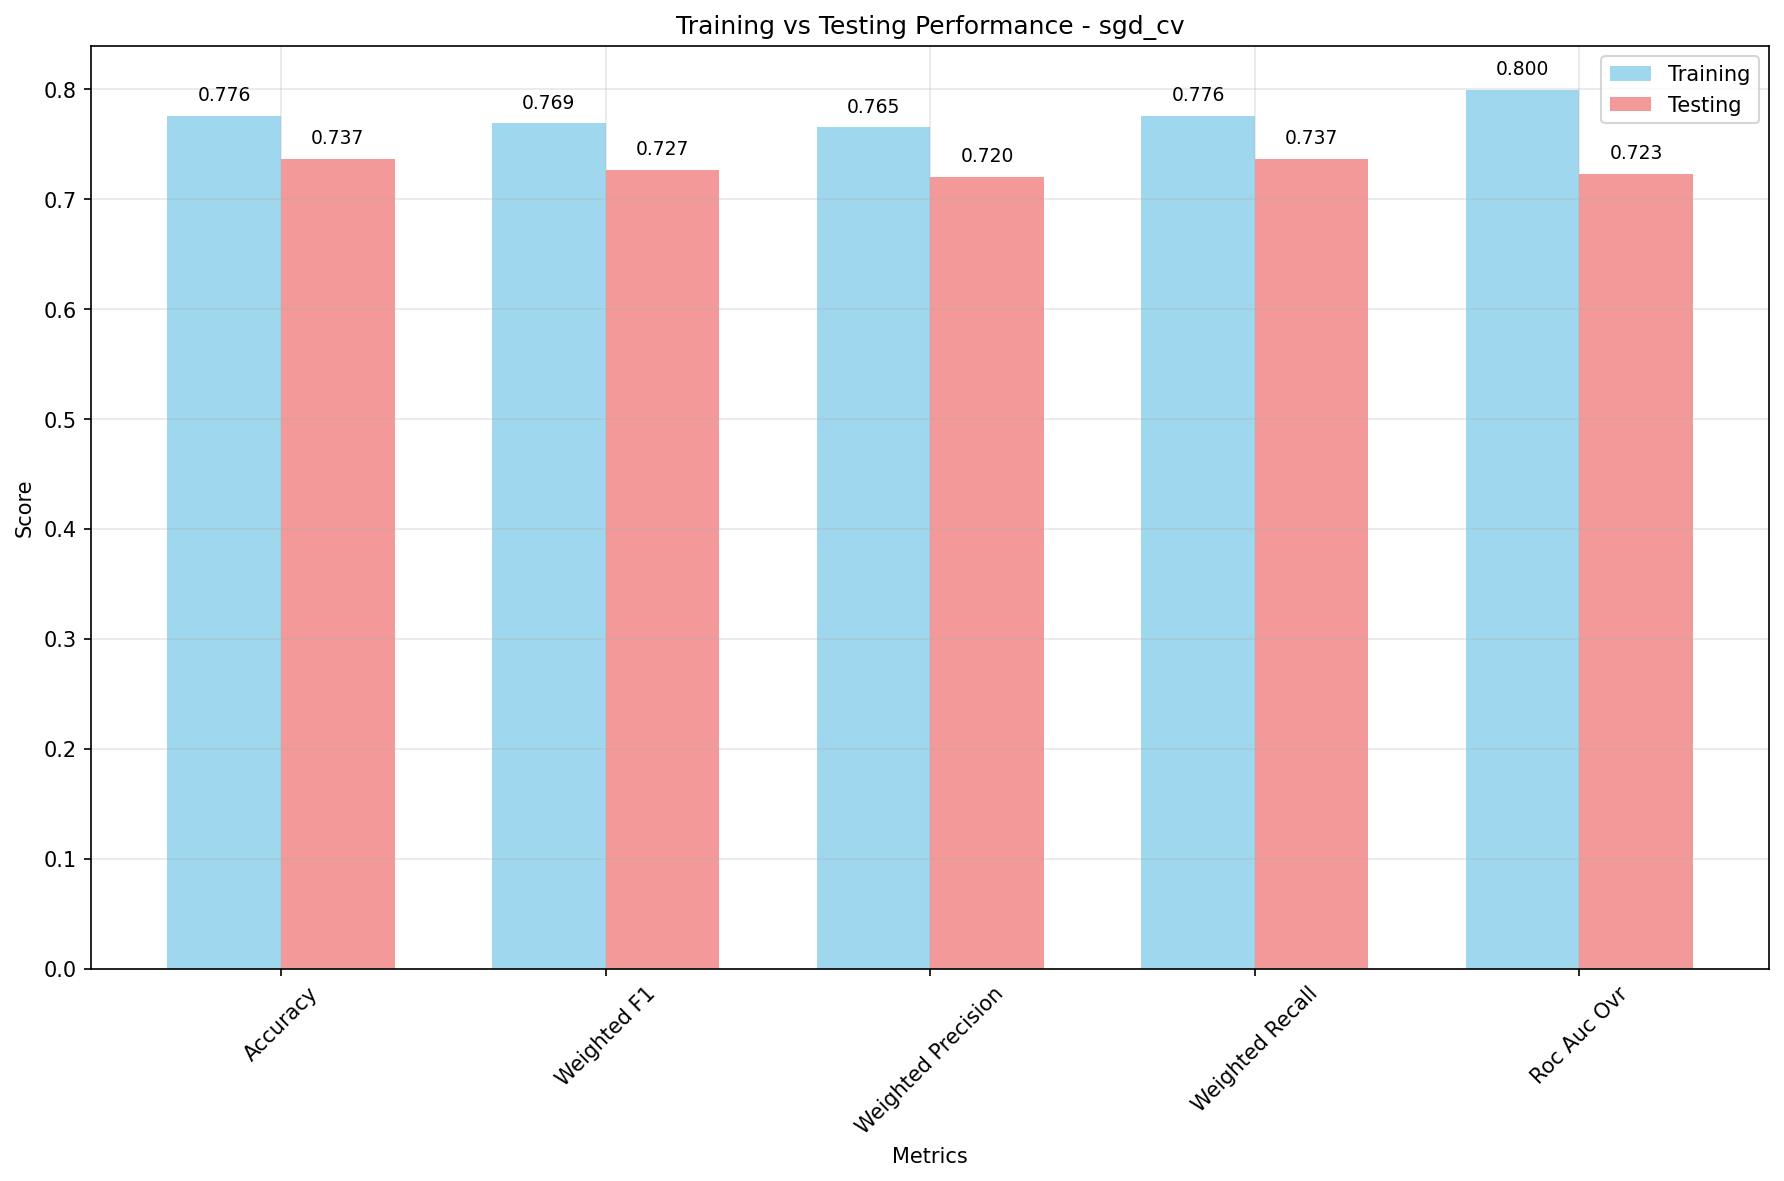 Training vs Testing Performance - sgd_cv
Training
Testing
Score
0.8
0.7
0.6
0.5
0.4
0.3
0.2
0.1
0.0
0.776
0.737
0.769
0.727
0.765
0.720
0.776
0.737
0.800
0.723
Accuracy
Weighted F1
Weighted Precision
Weighted Recall
Roc Auc Ovr
Metrics